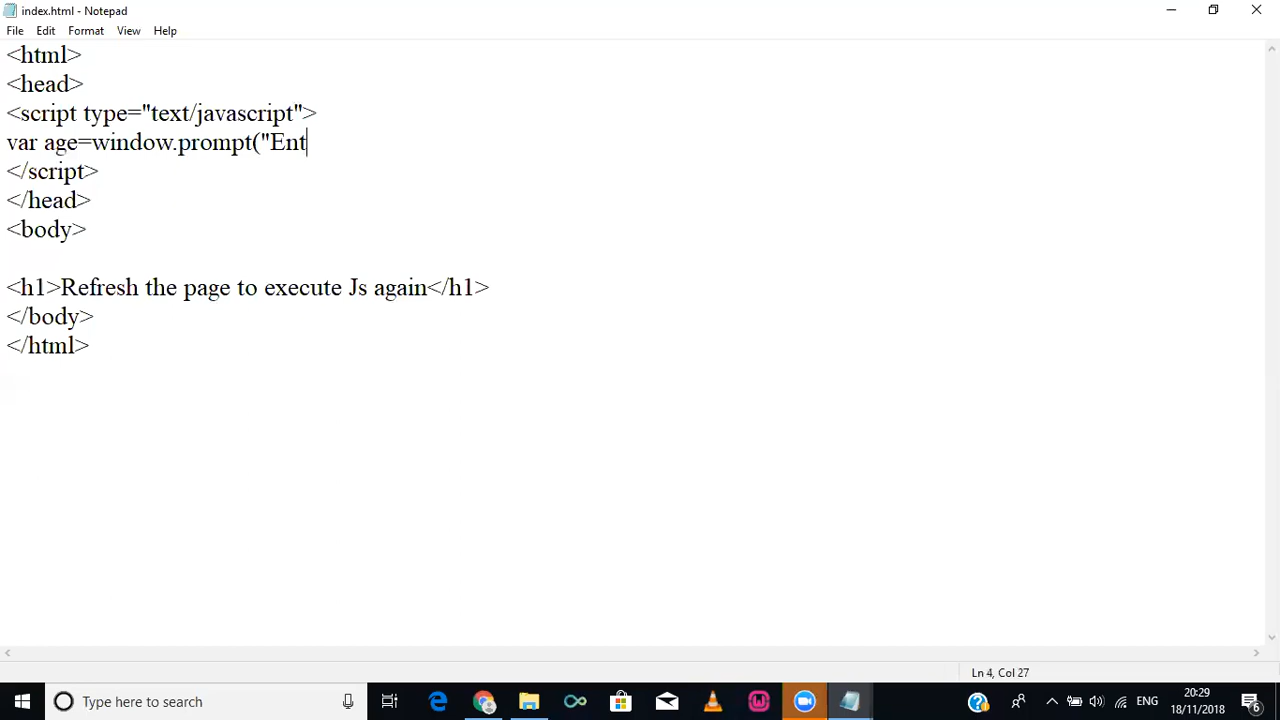 index.html - Notepad
File Edit Format View Help
<html>
<head>
<script type="text/javascript">
var age=window.prompt("Ent
</script>
</head>
<body>
<h1>Refresh the page to execute Js again</h1>
</body>
</html>
Ln 4, Col 27
Type here to search
ENG
20:29
18/11/2018
6